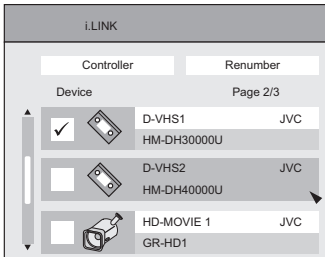 i.LINK
Controller Renumber
Device Page 2/3
D-VHS1 JVC
HM-DH30000U
D-VHS2 JVC
HM-DH40000U
HD-MOVIE 1 JVC
GR-HD1